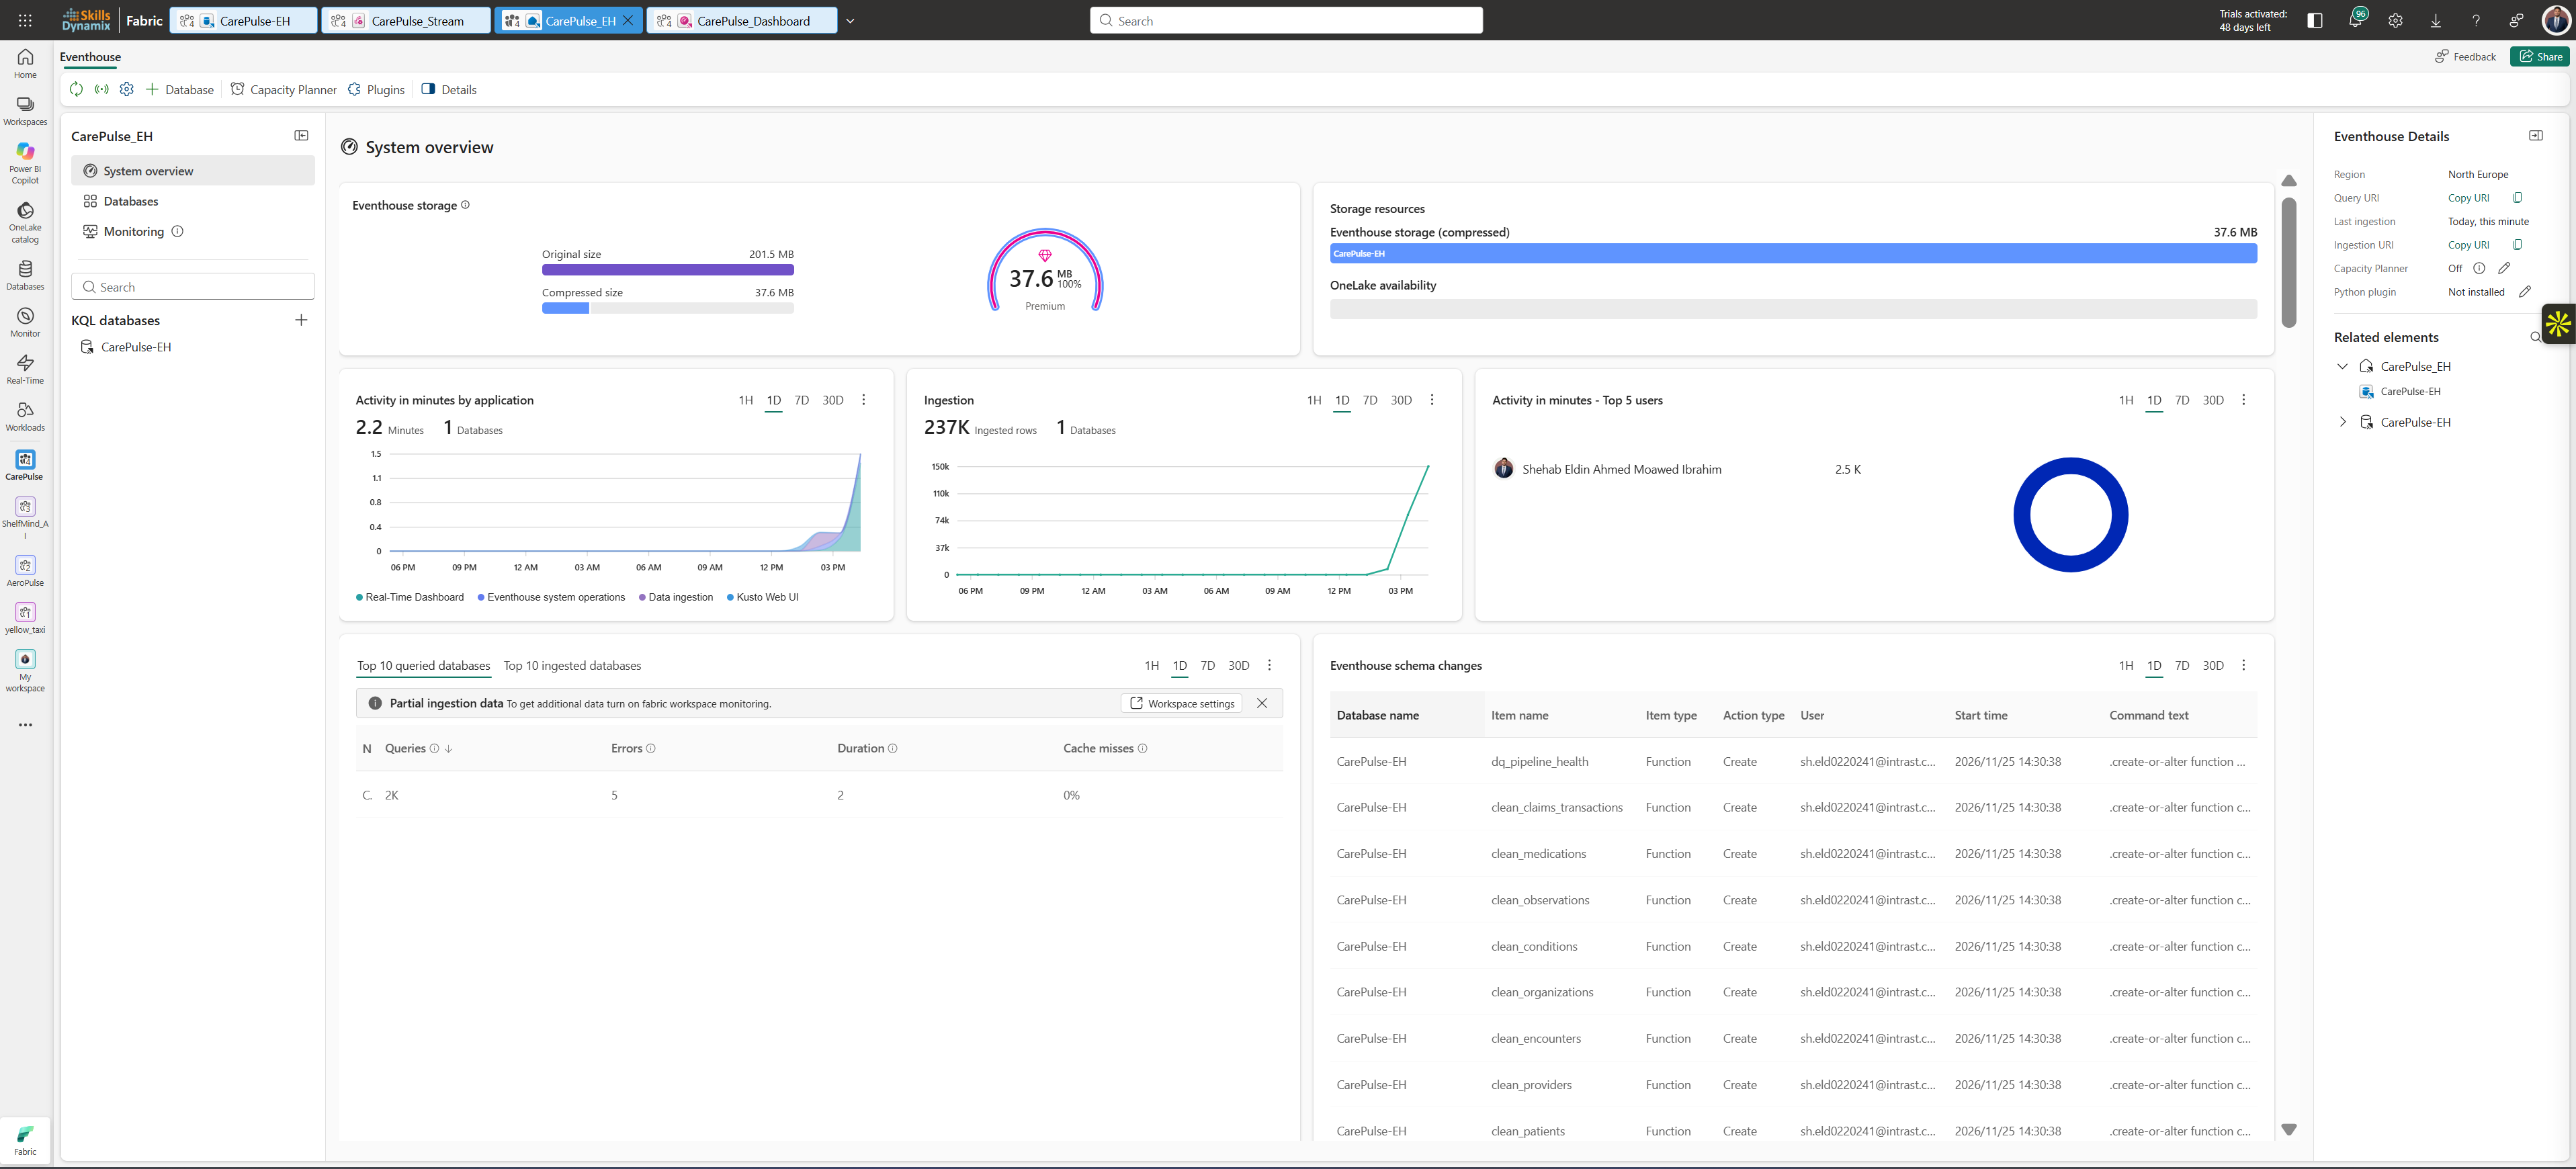 Skills Dynamix
Fabric
CarePulse-EH
CarePulse_Stream
CarePulse_EH
CarePulse_Dashboard
Search
Trials activated:
48 days left
96
Home
Workspaces
Power BI
Copilot
OneLake
catalog
Databases
Monitor
Real-Time
Workloads
CarePulse
ShelfMind_A
I
AeroPulse
yellow_taxi
My
workspace
Fabric
Eventhouse
Feedback
Share
Database
Capacity Planner
Plugins
Details
CarePulse_EH
System overview
Databases
Monitoring
Search
KQL databases
CarePulse-EH
System overview
Eventhouse storage
Original size 201.5 MB
Compressed size 37.6 MB
37.6 MB
100%
Premium
Storage resources
Eventhouse storage (compressed) 37.6 MB
CarePulse-EH
OneLake availability
Activity in minutes by application
1H 1D 7D 30D
2.2 Minutes 1 Databases
1.5
1.1
0.8
0.4
0
06 PM 09 PM 12 AM 03 AM 06 AM 09 AM 12 PM 03 PM
Real-Time Dashboard Eventhouse system operations Data ingestion Kusto Web UI
Ingestion
1H 1D 7D 30D
237K Ingested rows 1 Databases
150k
110k
74k
37k
0
06 PM 09 PM 12 AM 03 AM 06 AM 09 AM 12 PM 03 PM
Activity in minutes - Top 5 users
1H 1D 7D 30D
Shehab Eldin Ahmed Moawed Ibrahim 2.5 K
Top 10 queried databases Top 10 ingested databases
1H 1D 7D 30D
Partial ingestion data To get additional data turn on fabric workspace monitoring.
Workspace settings
N Queries Errors Duration Cache misses
C. 2K 5 2 0%
Eventhouse schema changes
1H 1D 7D 30D
Database name Item name Item type Action type User Start time Command text
CarePulse-EH dq_pipeline_health Function Create sh.eld0220241@intrast.c... 2026/11/25 14:30:38 .create-or-alter function ...
CarePulse-EH clean_claims_transactions Function Create sh.eld0220241@intrast.c... 2026/11/25 14:30:38 .create-or-alter function c...
CarePulse-EH clean_medications Function Create sh.eld0220241@intrast.c... 2026/11/25 14:30:38 .create-or-alter function c...
CarePulse-EH clean_observations Function Create sh.eld0220241@intrast.c... 2026/11/25 14:30:38 .create-or-alter function c...
CarePulse-EH clean_conditions Function Create sh.eld0220241@intrast.c... 2026/11/25 14:30:38 .create-or-alter function c...
CarePulse-EH clean_organizations Function Create sh.eld0220241@intrast.c... 2026/11/25 14:30:38 .create-or-alter function c...
CarePulse-EH clean_encounters Function Create sh.eld0220241@intrast.c... 2026/11/25 14:30:38 .create-or-alter function c...
CarePulse-EH clean_providers Function Create sh.eld0220241@intrast.c... 2026/11/25 14:30:38 .create-or-alter function c...
CarePulse-EH clean_patients Function Create sh.eld0220241@intrast.c... 2026/11/25 14:30:38 .create-or-alter function c...
Eventhouse Details
Region North Europe
Query URI Copy URI
Last ingestion Today, this minute
Ingestion URI Copy URI
Capacity Planner Off
Python plugin Not installed
Related elements
CarePulse_EH
CarePulse-EH
CarePulse-EH